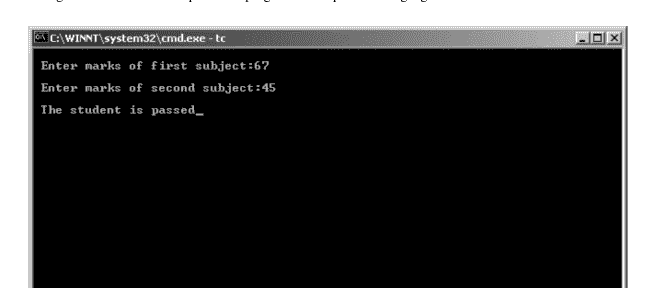 C:\WINNT\system32\cmd.exe - tc
Enter marks of first subject:67
Enter marks of second subject:45
The student is passed_